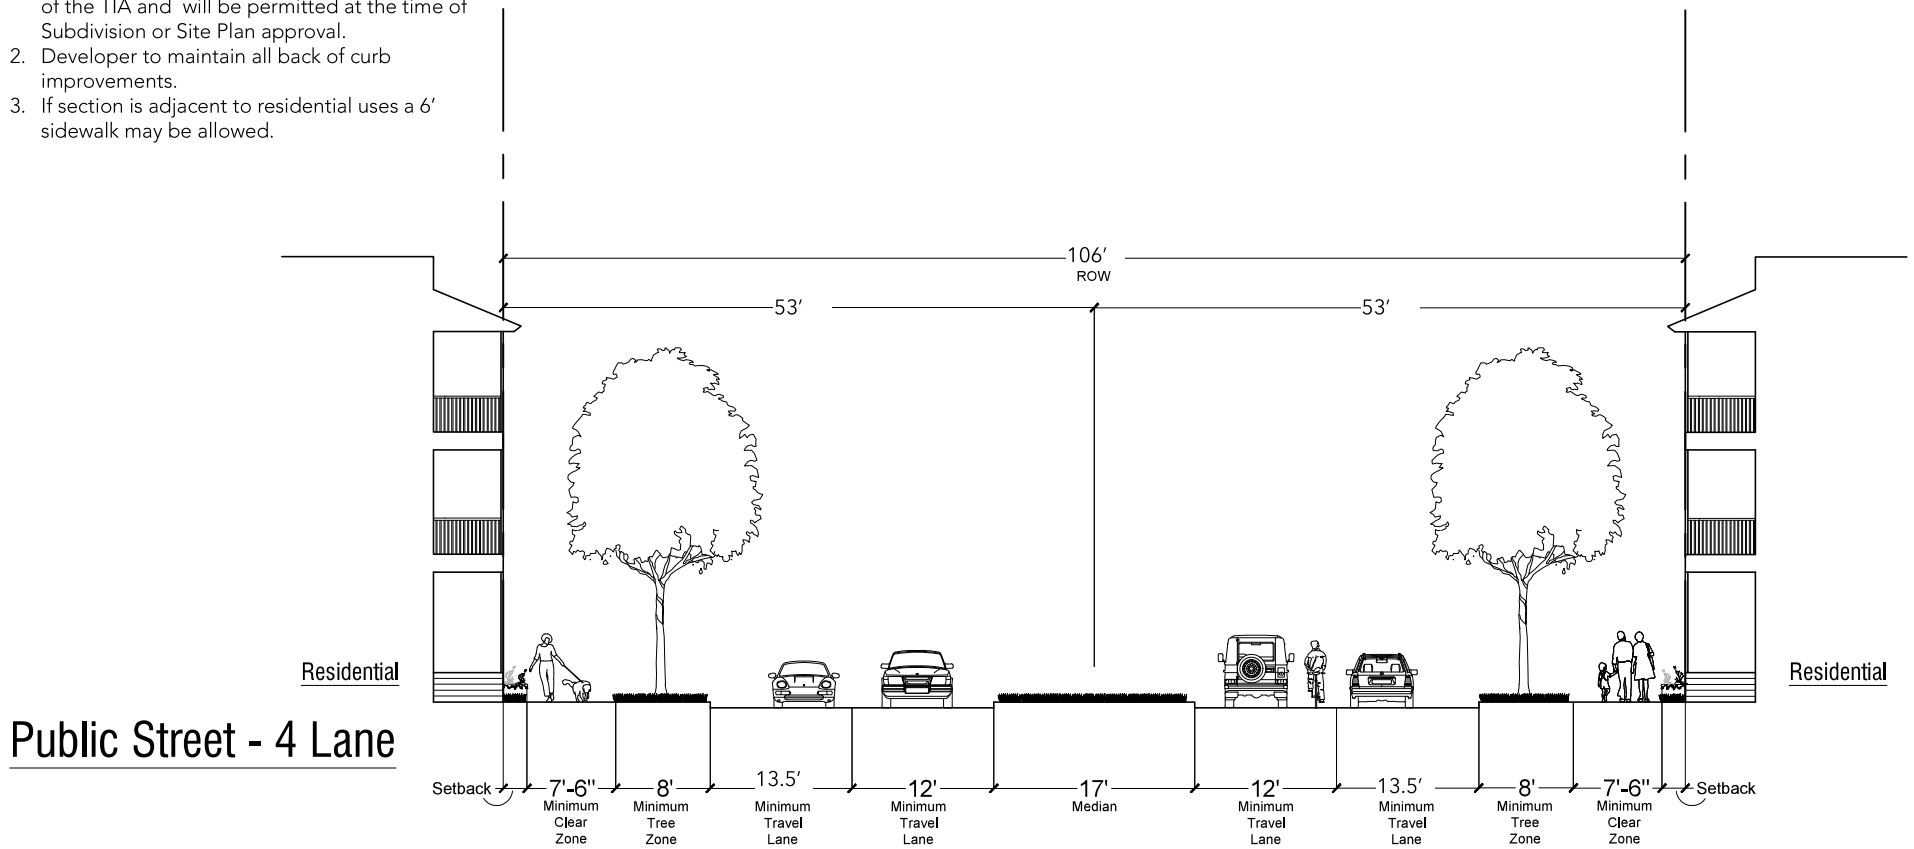 of the TIA and will be permitted at the time of
Subdivision or Site Plan approval.
2. Developer to maintain all back of curb
improvements.
3. If section is adjacent to residential uses a 6'
sidewalk may be allowed.
106'
ROW
53'
53'
Residential
Residential
Public Street - 4 Lane
Setback
7'-6"
Minimum
Clear
Zone
8'
Minimum
Tree
Zone
13.5'
Minimum
Travel
Lane
12'
Minimum
Travel
Lane
17'
Median
12'
Minimum
Travel
Lane
13.5'
Minimum
Travel
Lane
8'
Minimum
Tree
Zone
7'-6"
Minimum
Clear
Zone
Setback